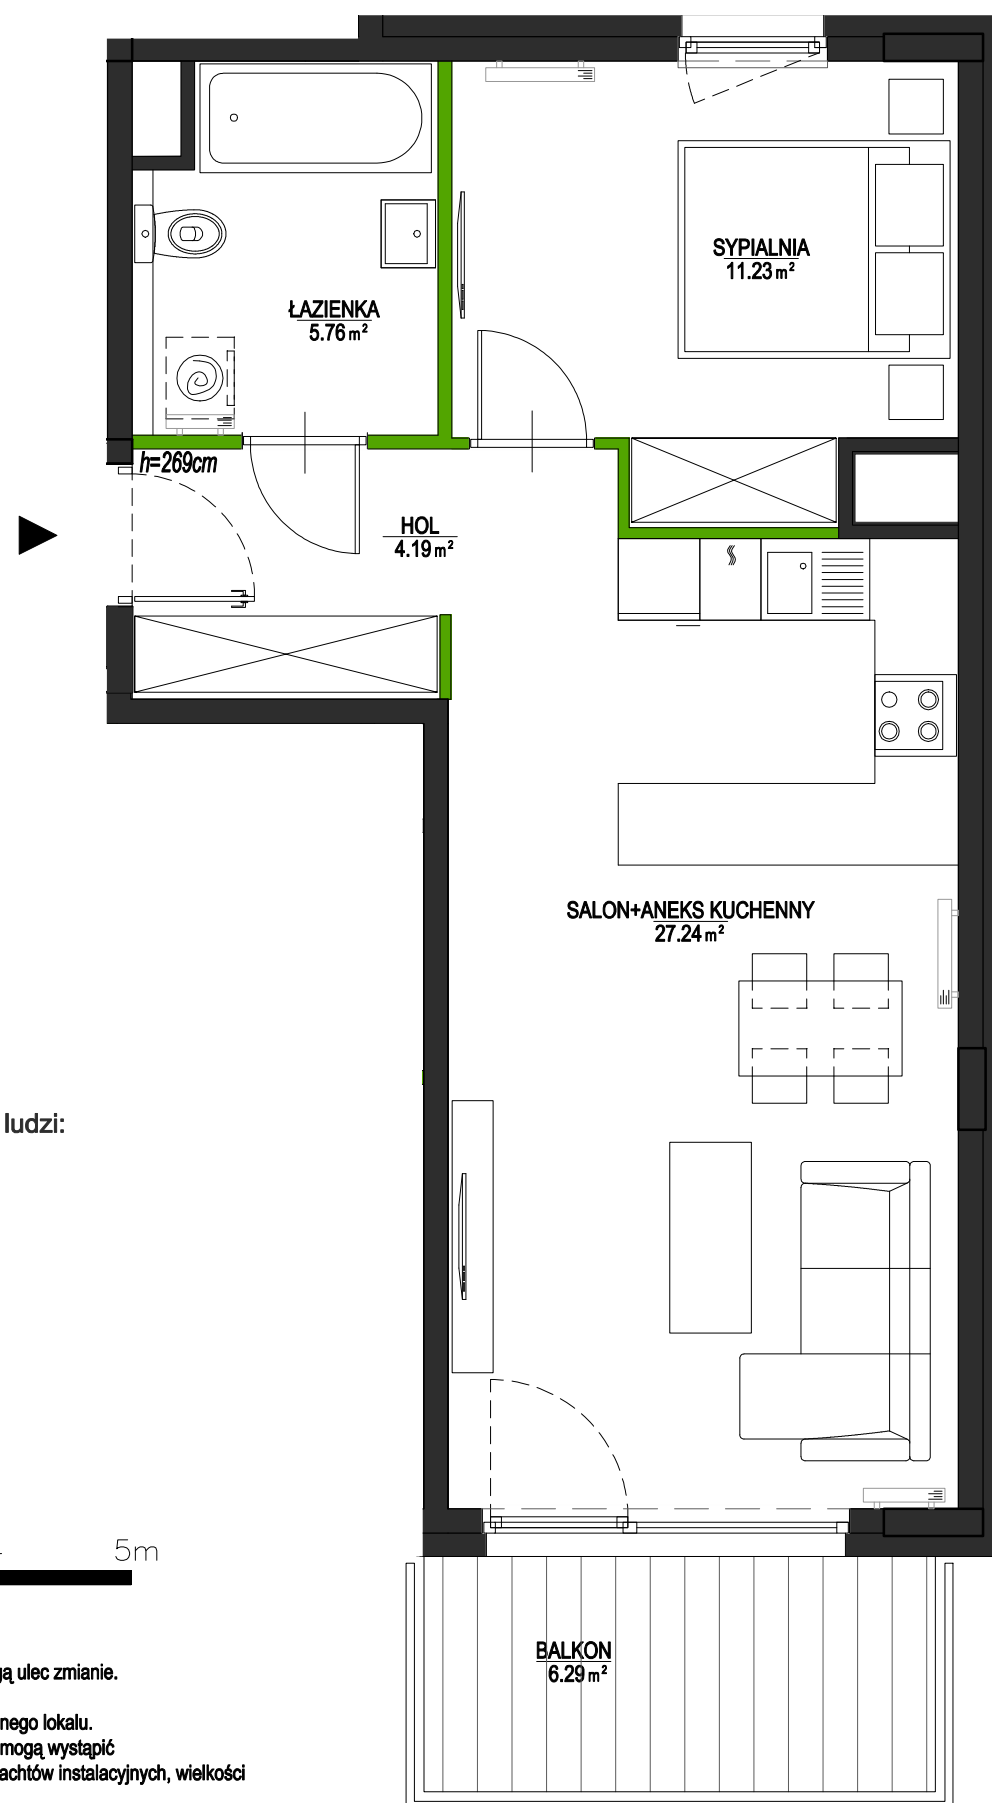 SYPIALNIA
11.23 m²
ŁAZIENKA
5.76 m²
h=269cm
HOL
4.19 m²
SALON+ANEKS KUCHENNY
27.24 m²
ludzi:
5m
BALKON
6.29 m²
ulec zmianie.
nego lokalu.
mogą wystąpić
achtów instalacyjnych, wielkości